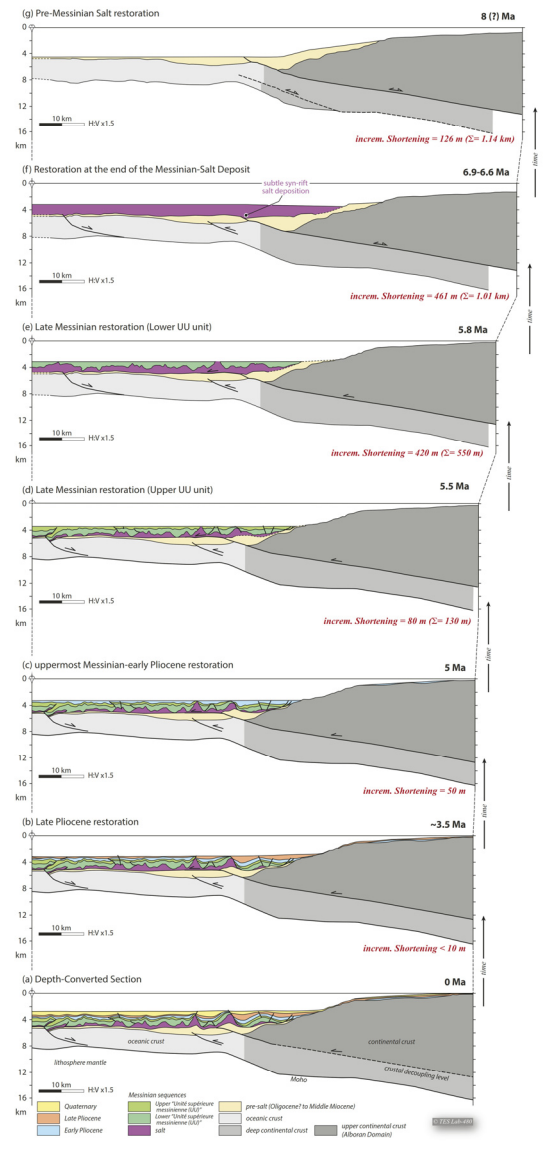 (g) Pre-Messinian Salt restoration
8 (?) Ma
0
4
8
12
16
km
10 km
H:V x1.5
increm. Shortening = 126 m (Σ= 1.14 km)
time
(f) Restoration at the end of the Messinian-Salt Deposit
6.9-6.6 Ma
subtle syn-rift
salt deposition
0
4
8
12
16
km
10 km
H:V x1.5
increm. Shortening = 461 m (Σ= 1.01 km)
time
(e) Late Messinian restoration (Lower UU unit)
5.8 Ma
0
4
8
12
16
km
10 km
H:V x1.5
increm. Shortening = 420 m (Σ= 550 m)
time
(d) Late Messinian restoration (Upper UU unit)
5.5 Ma
0
4
8
12
16
km
10 km
H:V x1.5
increm. Shortening = 80 m (Σ= 130 m)
time
(c) uppermost Messinian-early Pliocene restoration
5 Ma
0
4
8
12
16
km
10 km
H:V x1.5
increm. Shortening = 50 m
time
(b) Late Pliocene restoration
~3.5 Ma
0
4
8
12
16
km
10 km
H:V x1.5
increm. Shortening < 10 m
time
(a) Depth-Converted Section
0 Ma
0
4
8
12
16
km
10 km
H:V x1.5
oceanic crust
continental crust
lithosphere mantle
crustal decoupling level
Moho
Quaternary
Late Pliocene
Early Pliocene
Messinian sequences
Upper "Unité supérieure
messinienne (UU)"
Lower "Unité supérieure
messinienne (UU)"
salt
pre-salt (Oligocene? to Middle Miocene)
oceanic crust
deep continental crust
upper continental crust
(Alboran Domain)